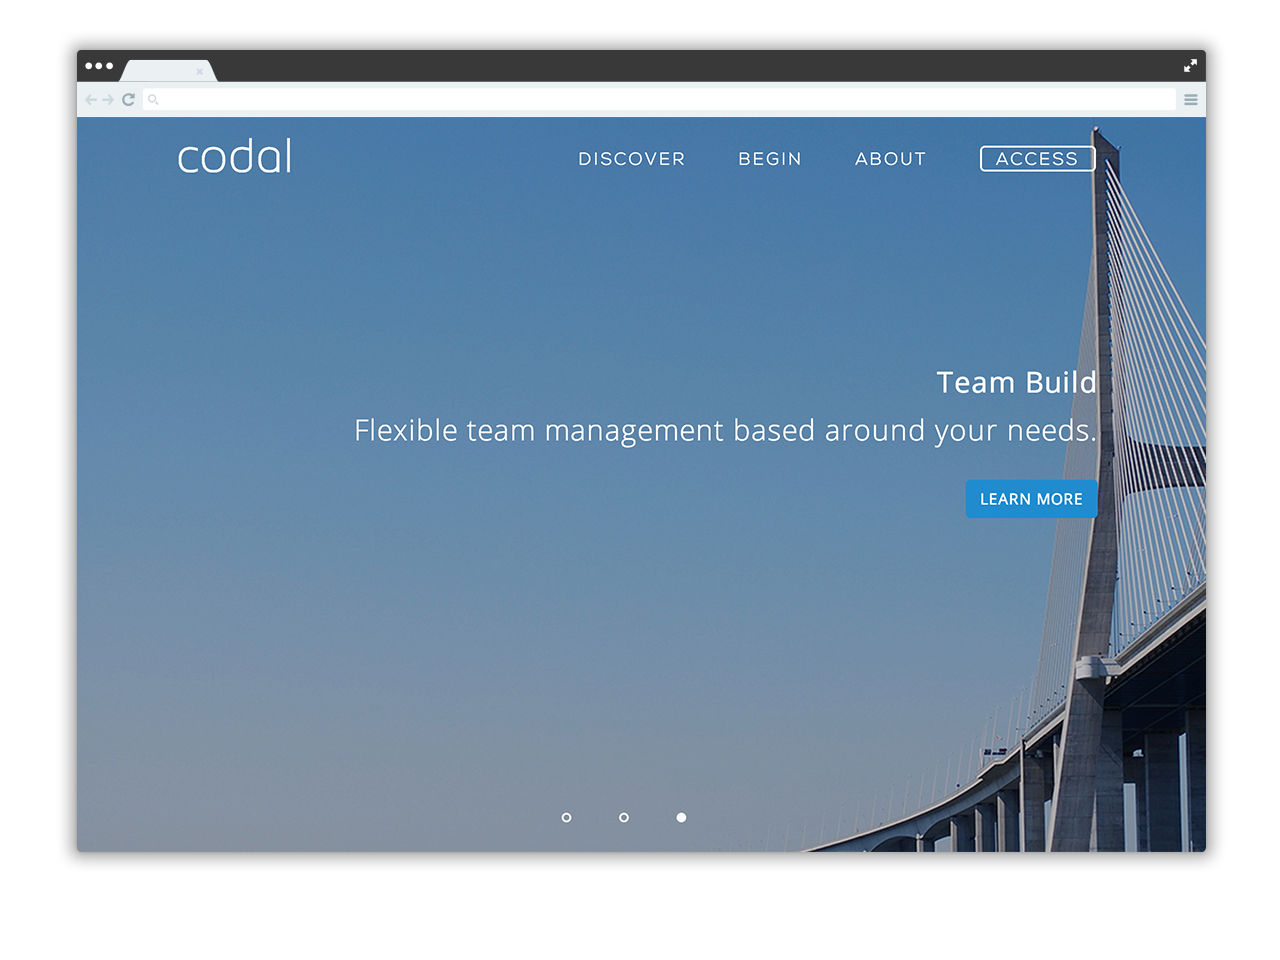 codal
DISCOVER BEGIN ABOUT ACCESS
Team Build
Flexible team management based around your needs.
LEARN MORE